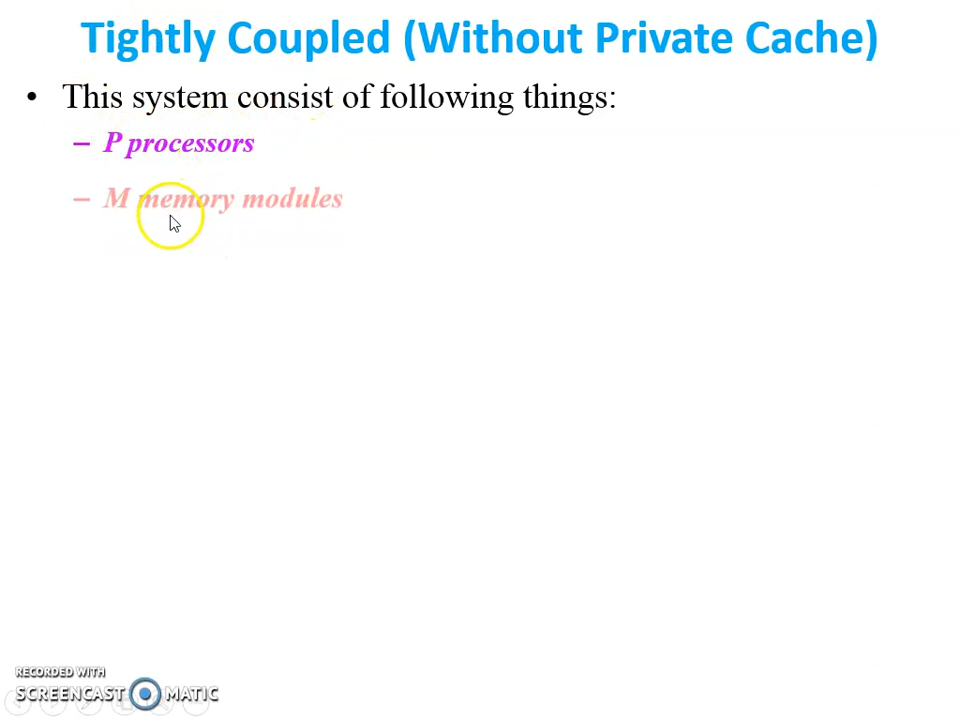 Tightly Coupled (Without Private Cache)
• This system consist of following things:
– P processors
– M memory modules
RECORDED WITH
SCREENCAST MATIC